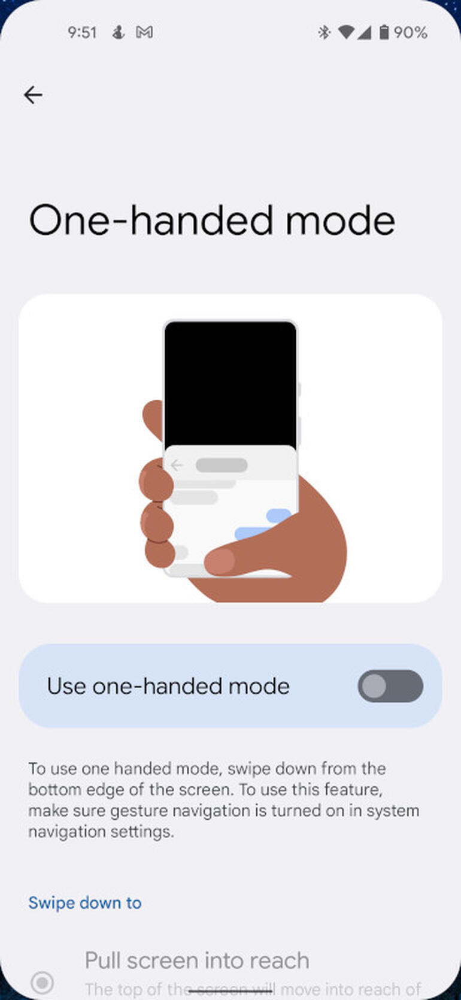 9:51 90%
One-handed mode
Use one-handed mode
To use one handed mode, swipe down from the
bottom edge of the screen. To use this feature,
make sure gesture navigation is turned on in system
navigation settings.
Swipe down to
Pull screen into reach
The top of the screen will move into reach of